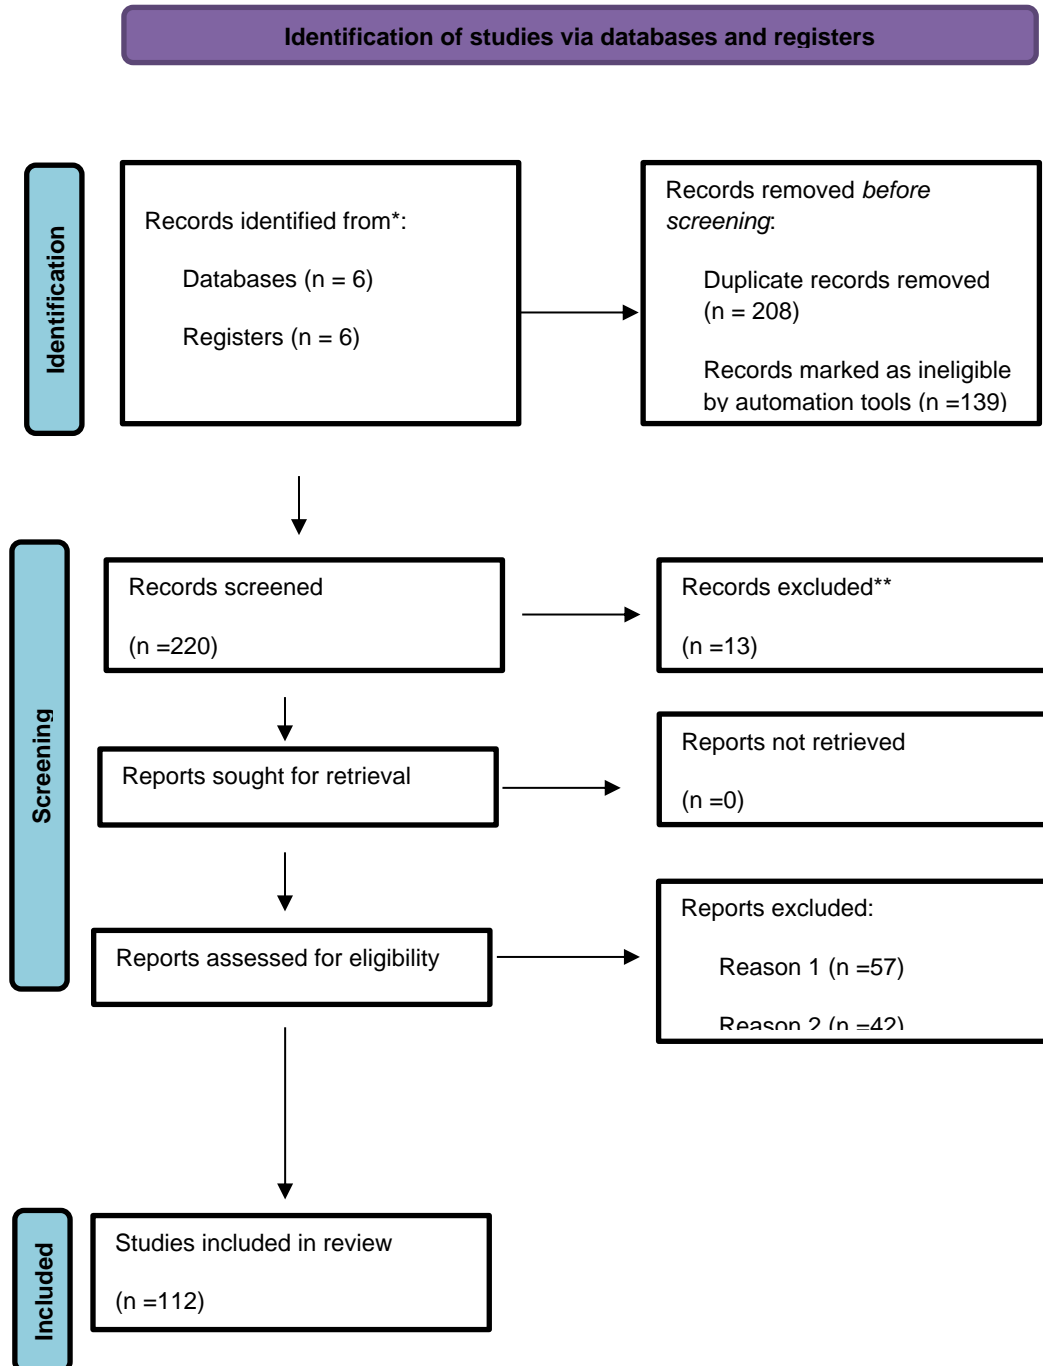 Identification of studies via databases and registers
Identification
Records identified from*:
Databases (n = 6)
Registers (n = 6)
Records removed before
screening:
Duplicate records removed
(n = 208)
Records marked as ineligible
by automation tools (n =139)
Screening
Records screened
(n =220)
Records excluded**
(n =13)
Reports sought for retrieval
Reports not retrieved
(n =0)
Reports assessed for eligibility
Reports excluded:
Reason 1 (n =57)
Reason 2 (n =42)
Included
Studies included in review
(n =112)